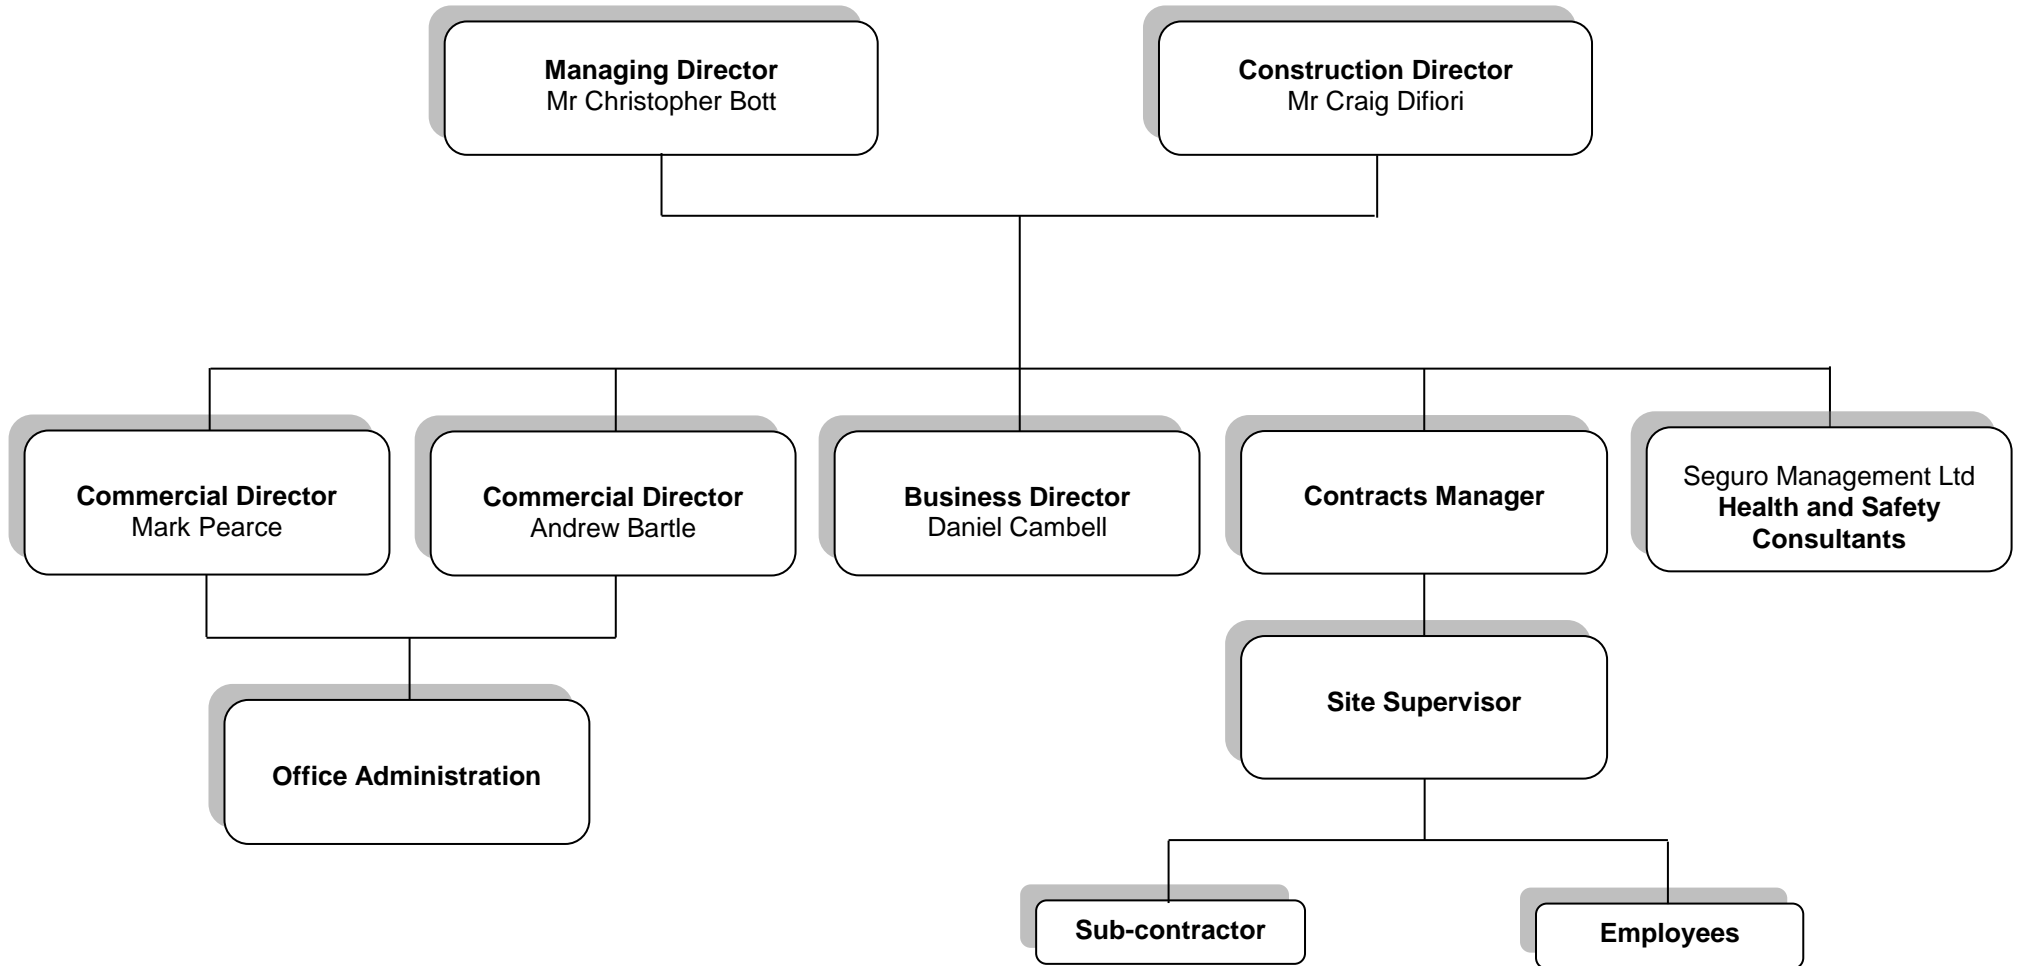 Managing Director
Mr Christopher Bott
Construction Director
Mr Craig Difiori
Commercial Director
Mark Pearce
Commercial Director
Andrew Bartle
Business Director
Daniel Cambell
Contracts Manager
Seguro Management Ltd
Health and Safety
Consultants
Site Supervisor
Office Administration
Sub-contractor
Employees